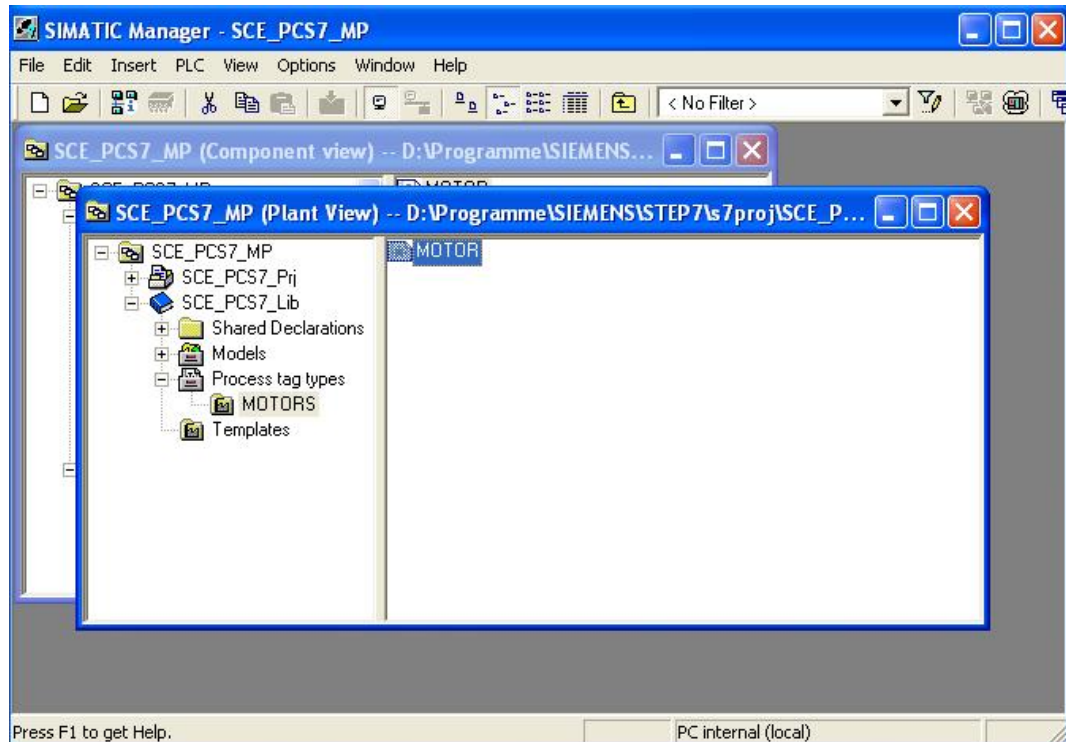 SIMATIC Manager - SCE_PCS7_MP
File Edit Insert PLC View Options Window Help
< No Filter >
SCE_PCS7_MP (Component view) -- D:\Programme\SIEMENS...
SCE_PCS7_MP (Plant View) -- D:\Programme\SIEMENS\STEP7\s7proj\SCE_P...
SCE_PCS7_MP
MOTOR
SCE_PCS7_Prj
SCE_PCS7_Lib
Shared Declarations
Models
Process tag types
MOTORS
Templates
Press F1 to get Help.
PC internal (local)